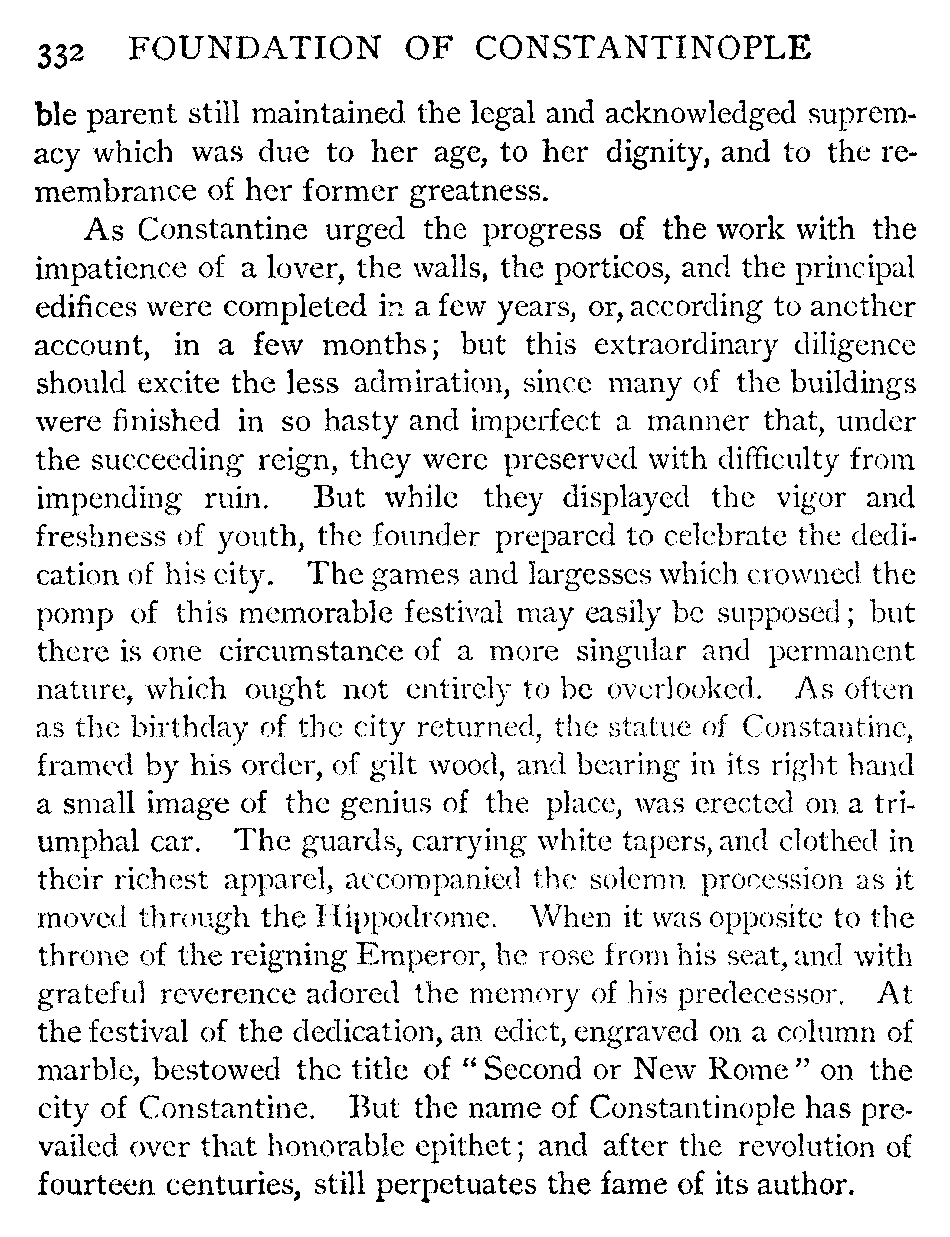 332 FOUNDATION OF CONSTANTINOPLE
ble parent still maintained the legal and acknowledged suprem-
acy which was due to her age, to her dignity, and to the re-
membrance of her former greatness.
As Constantine urged the progress of the work with the
impatience of a lover, the walls, the porticos, and the principal
edifices were completed in a few years, or, according to another
account, in a few months; but this extraordinary diligence
should excite the less admiration, since many of the buildings
were finished in so hasty and imperfect a manner that, under
the succeeding reign, they were preserved with difficulty from
impending ruin. But while they displayed the vigor and
freshness of youth, the founder prepared to celebrate the dedi-
cation of his city. The games and largesses which crowned the
pomp of this memorable festival may easily be supposed; but
there is one circumstance of a more singular and permanent
nature, which ought not entirely to be overlooked. As often
as the birthday of the city returned, the statue of Constantine,
framed by his order, of gilt wood, and bearing in its right hand
a small image of the genius of the place, was erected on a tri-
umphal car. The guards, carrying white tapers, and clothed in
their richest apparel, accompanied the solemn procession as it
moved through the Hippodrome. When it was opposite to the
throne of the reigning Emperor, he rose from his seat, and with
grateful reverence adored the memory of his predecessor. At
the festival of the dedication, an edict, engraved on a column of
marble, bestowed the title of "Second or New Rome" on the
city of Constantine. But the name of Constantinople has pre-
vailed over that honorable epithet; and after the revolution of
fourteen centuries, still perpetuates the fame of its author.